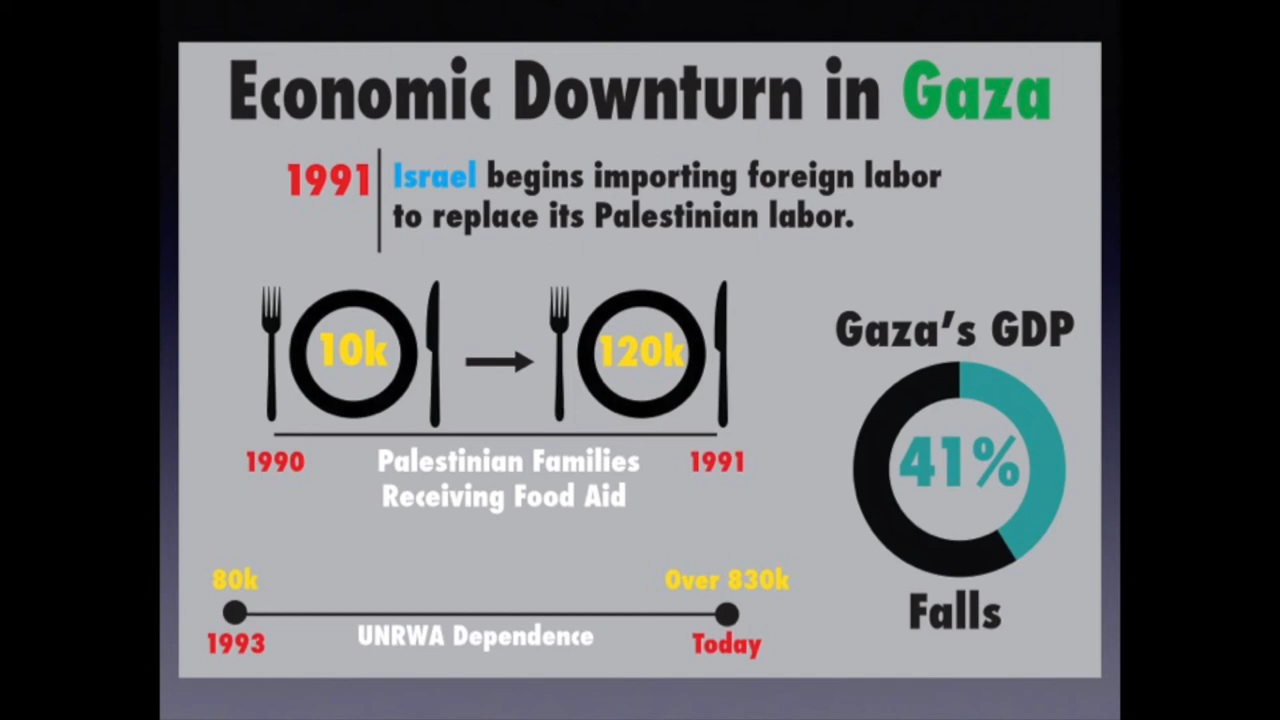 Economic Downturn in Gaza
1991
Israel begins importing foreign labor
to replace its Palestinian labor.
10k
120k
1990
Palestinian Families
Receiving Food Aid
1991
Gaza's GDP
41%
Falls
80k
Over 830k
1993
UNRWA Dependence
Today